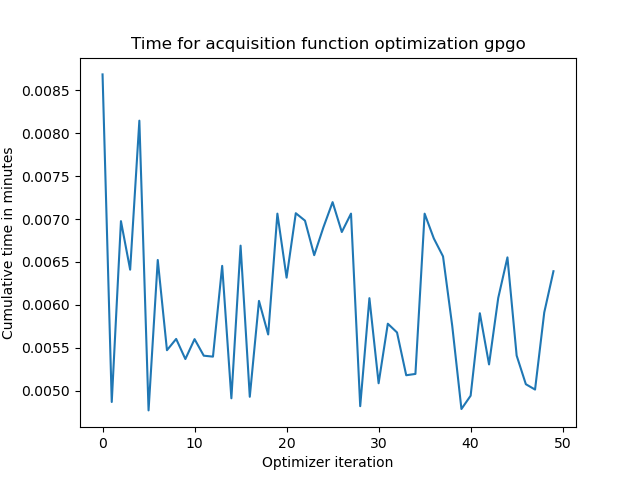 Time for acquisition function optimization gpgo
Cumulative time in minutes
0.0085
0.0080
0.0075
0.0070
0.0065
0.0060
0.0055
0.0050
0 10 20 30 40 50
Optimizer iteration